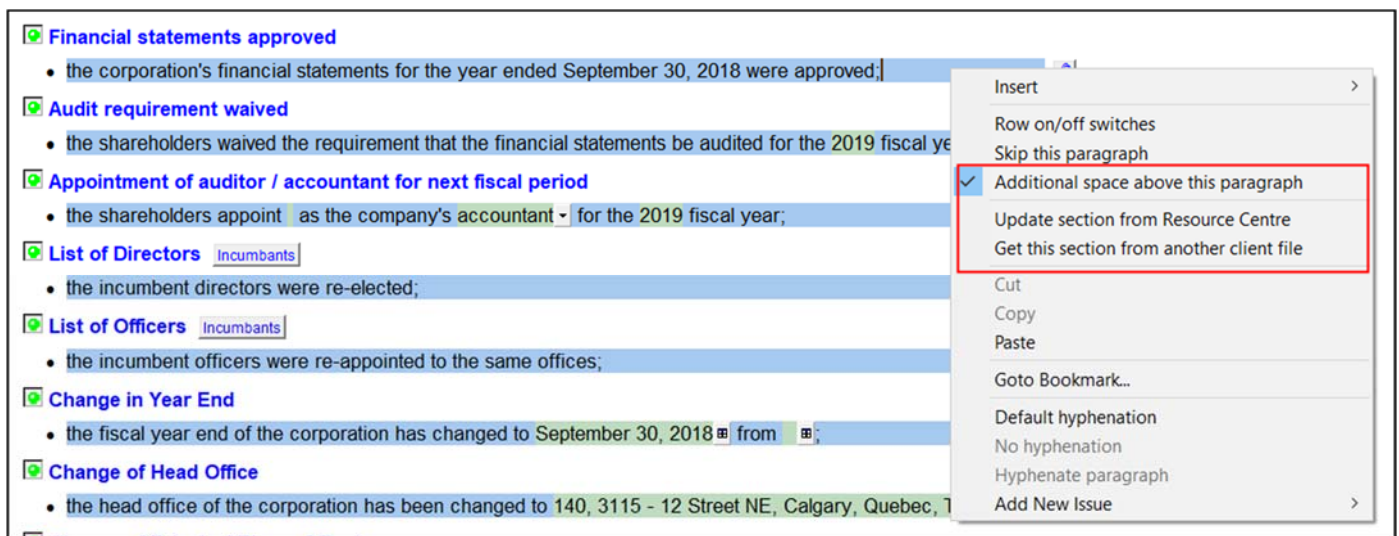 Financial statements approved
• the corporation's financial statements for the year ended September 30, 2018 were approved;
Audit requirement waived
• the shareholders waived the requirement that the financial statements be audited for the 2019 fiscal ye
Appointment of auditor / accountant for next fiscal period
• the shareholders appoint as the company's accountant for the 2019 fiscal year;
List of Directors Incumbants
• the incumbent directors were re-elected;
List of Officers Incumbants
• the incumbent officers were re-appointed to the same offices;
Change in Year End
• the fiscal year end of the corporation has changed to September 30, 2018 from ;
Change of Head Office
• the head office of the corporation has been changed to 140, 3115 - 12 Street NE, Calgary, Quebec, T
Insert
Row on/off switches
Skip this paragraph
Additional space above this paragraph
Update section from Resource Centre
Get this section from another client file
Cut
Copy
Paste
Goto Bookmark...
Default hyphenation
No hyphenation
Hyphenate paragraph
Add New Issue